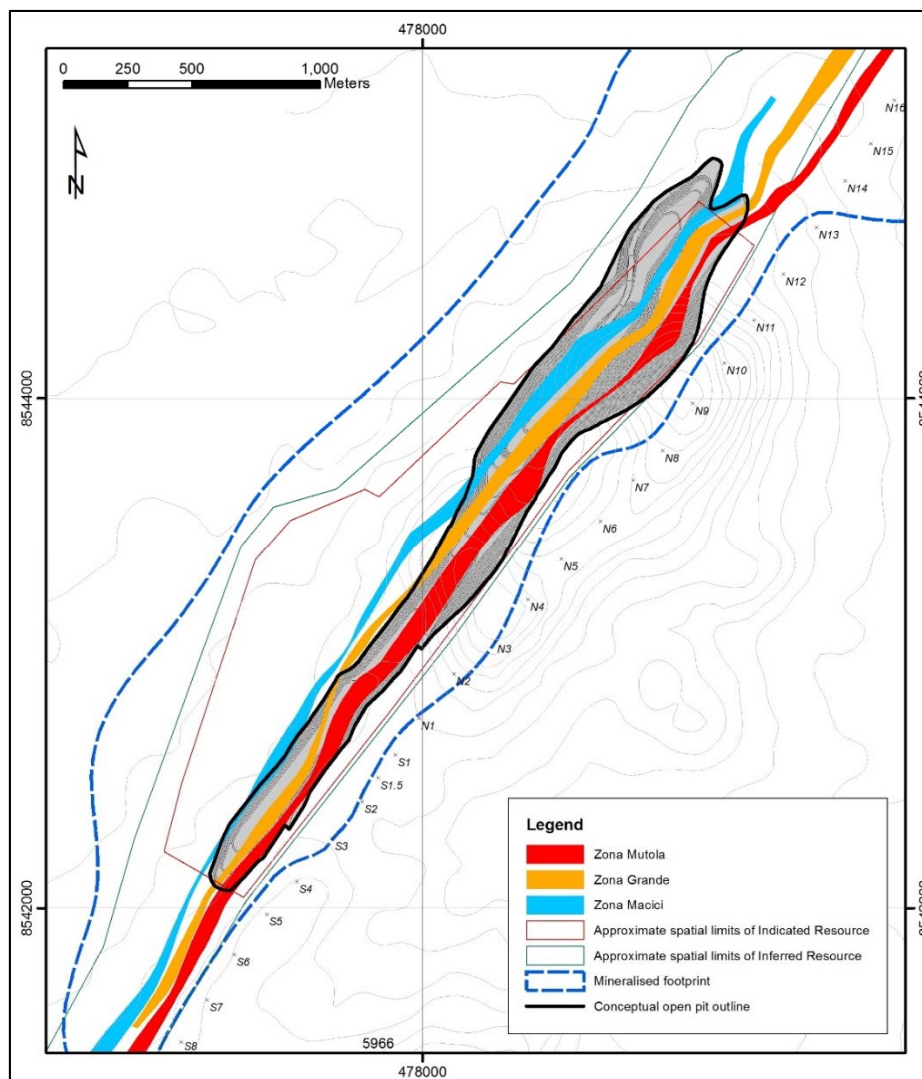 478000
0 250 500 1,000
Meters
N
N16
N15
N14
N13
N12
N11
N10
8544000
N9
N8
N7
N6
N5
N4
N3
N2
N1
S1
S1.5
S2
S3
S4
8542000
S5
S6
S7
S8
5966
478000
Legend
Zona Mutola
Zona Grande
Zona Macici
Approximate spatial limits of Indicated Resource
Approximate spatial limits of Inferred Resource
Mineralised footprint
Conceptual open pit outline